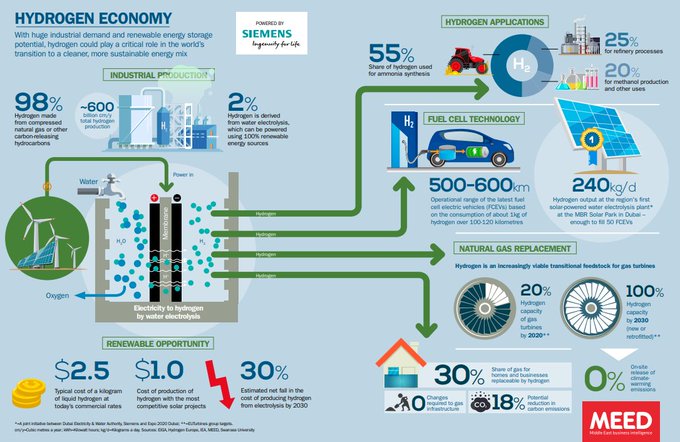 HYDROGEN ECONOMY
With huge industrial demand and renewable energy storage
potential, hydrogen could play a critical role in the world's
transition to a cleaner, more sustainable energy mix
POWERED BY
SIEMENS
Ingenuity for life
INDUSTRIAL PRODUCTION
98%
Hydrogen made
from compressed
natural gas or other
carbon-releasing
hydrocarbons
~600
billion cm/y
total hydrogen
production
H2
2%
Hydrogen is derived
from water electrolysis,
which can be powered
using 100% renewable
energy sources
Water
Power in
+
-
Membrane
H2O
H2
H
H
Hydrogen
Hydrogen
Hydrogen
Hydrogen
Oxygen
Electricity to hydrogen
by water electrolysis
RENEWABLE OPPORTUNITY
$2.5
Typical cost of a kilogram
of liquid hydrogen at
today's commercial rates
$1.0
Cost of production of
hydrogen with the most
competitive solar projects
30%
Estimated net fall in the
cost of producing hydrogen
from electrolysis by 2030
HYDROGEN APPLICATIONS
55%
Share of hydrogen used
for ammonia synthesis
H2
25%
for refinery processes
20%
for methanol production
and other uses
FUEL CELL TECHNOLOGY
H2
500-600km
Operational range of the latest fuel
cell electric vehicles (FCEVs) based
on the consumption of about 1kg of
hydrogen over 100-120 kilometres
1
240kg/d
Hydrogen output at the region's first
solar-powered water electrolysis plant*
at the MBR Solar Park in Dubai –
enough to fill 50 FCEVs
NATURAL GAS REPLACEMENT
Hydrogen is an increasingly viable transitional feedstock for gas turbines
20%
Hydrogen
capacity
of gas
turbines
by 2020**
100%
Hydrogen
capacity
by 2030
(new or
retrofitted)**
30%
Share of gas for
homes and businesses
replaceable by hydrogen
0
Changes
required to gas
infrastructure
CO2
18%
Potential
reduction in
carbon emissions
0%
On-site
release of
climate-
warming
emissions
MEED
Middle East business intelligence
*=A joint initiative between Dubai Electricity & Water Authority, Siemens and Expo 2020 Dubai; **=EUTurbines group targets.
cm/y=Cubic metres a year; kWh=Kilowatt hours; kg/d=Kilograms a day. Sources: EIGA, Hydrogen Europe, IEA, MEED, Swansea University